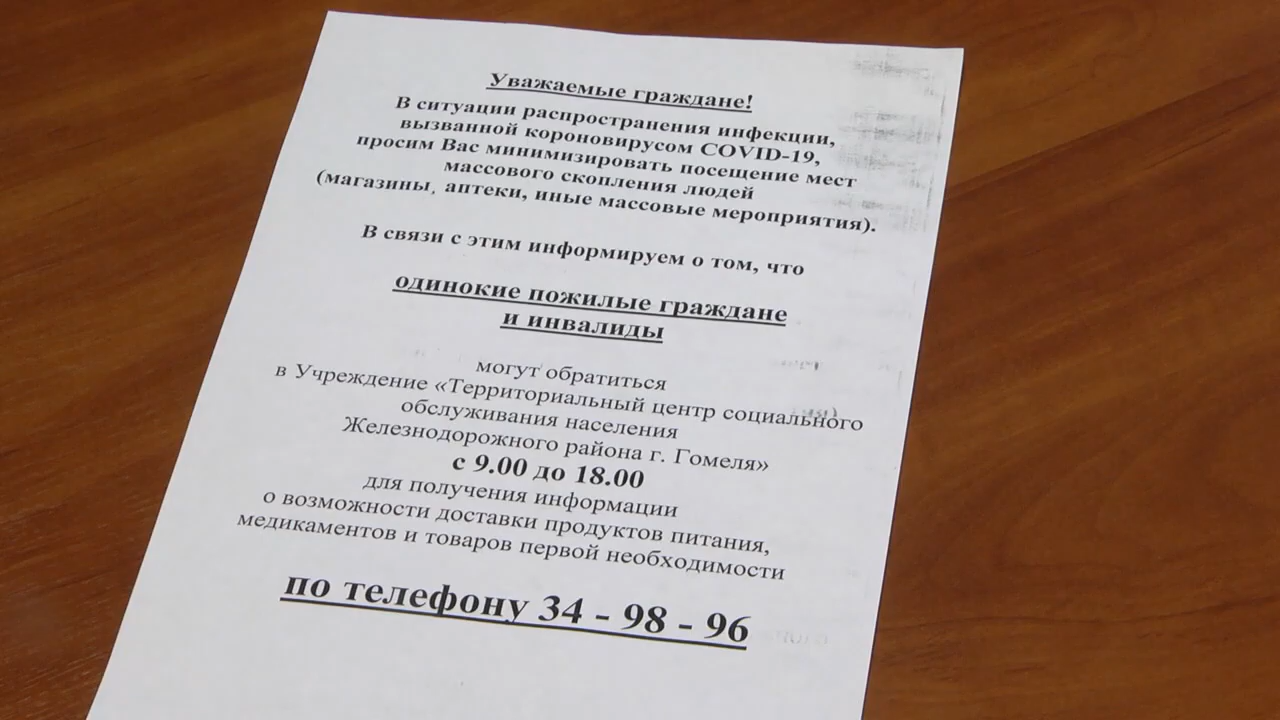 Уважаемые граждане!
В ситуации распространения инфекции,
вызванной короновирусом COVID-19,
просим Вас минимизировать посещение мест
массового скопления людей
(магазины, аптеки, иные массовые мероприятия).
В связи с этим информируем о том, что
одинокие пожилые граждане
и инвалиды
могут обратиться
в Учреждение «Территориальный центр социального
обслуживания населения
Железнодорожного района г. Гомеля»
с 9.00 до 18.00
для получения информации
о возможности доставки продуктов питания,
медикаментов и товаров первой необходимости
по телефону 34 - 98 - 96